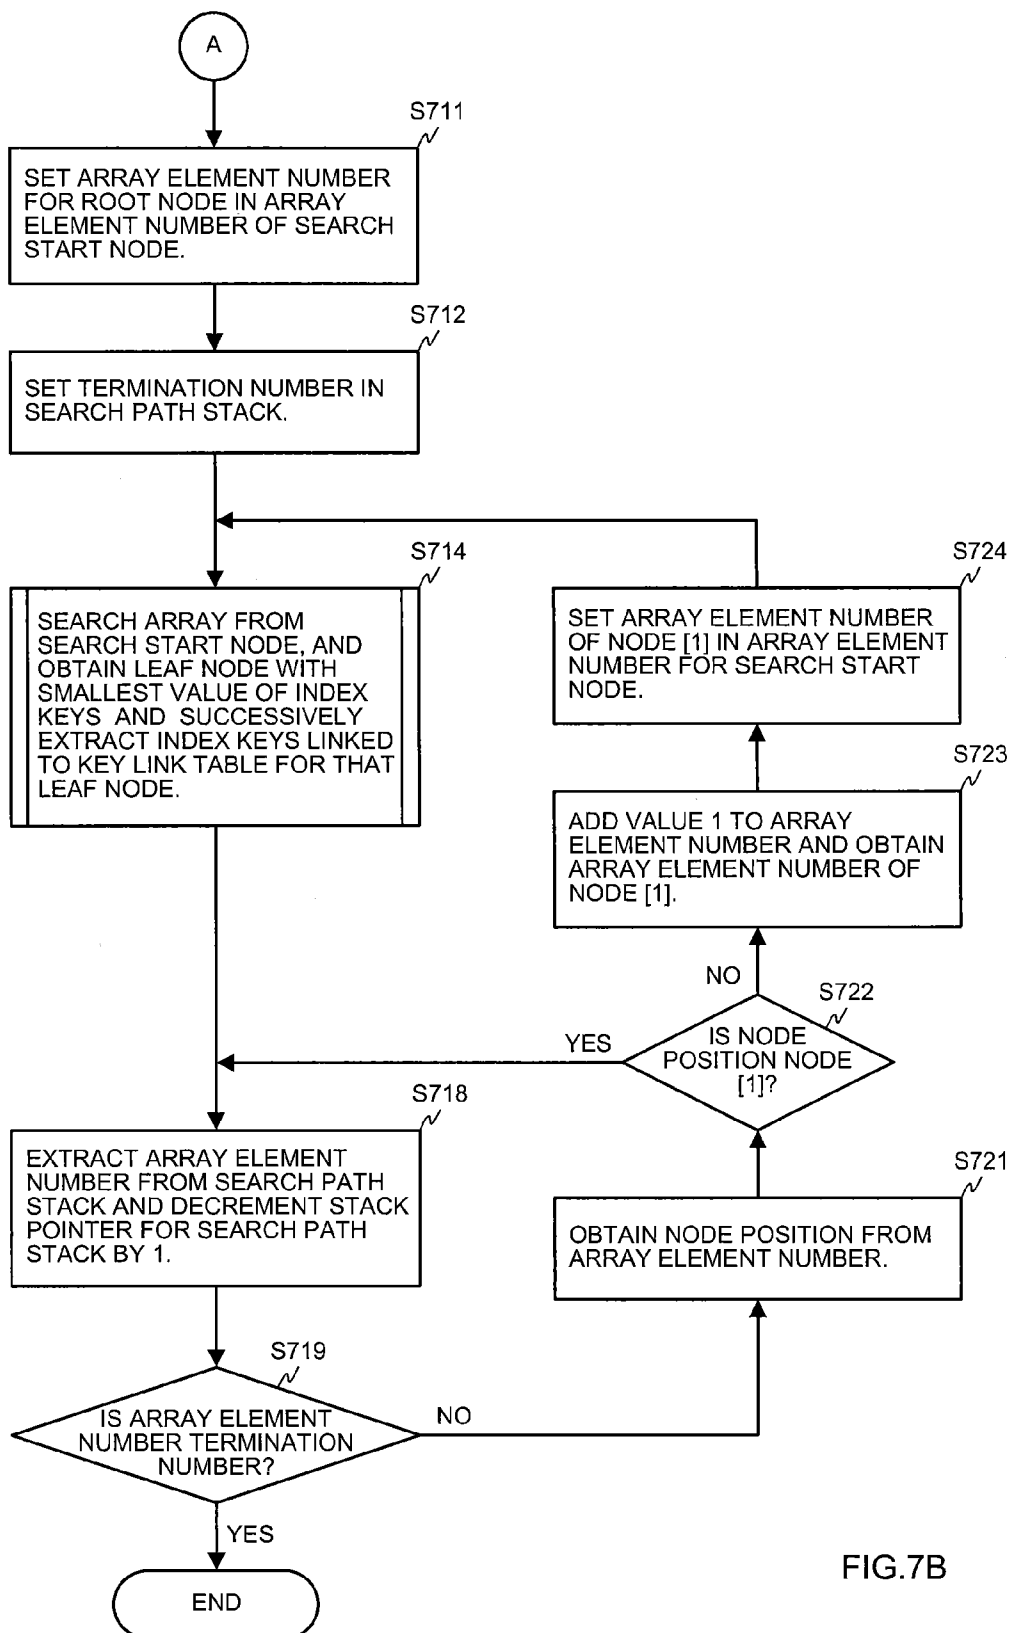 A
S711
SET ARRAY ELEMENT NUMBER
FOR ROOT NODE IN ARRAY
ELEMENT NUMBER OF SEARCH
START NODE.
S712
SET TERMINATION NUMBER IN
SEARCH PATH STACK.
S714
SEARCH ARRAY FROM
SEARCH START NODE, AND
OBTAIN LEAF NODE WITH
SMALLEST VALUE OF INDEX
KEYS AND SUCCESSIVELY
EXTRACT INDEX KEYS LINKED
TO KEY LINK TABLE FOR THAT
LEAF NODE.
S724
SET ARRAY ELEMENT NUMBER
OF NODE [1] IN ARRAY ELEMENT
NUMBER FOR SEARCH START
NODE.
S723
ADD VALUE 1 TO ARRAY
ELEMENT NUMBER AND OBTAIN
ARRAY ELEMENT NUMBER OF
NODE [1].
NO
S722
YES
IS NODE
POSITION NODE
[1]?
S718
EXTRACT ARRAY ELEMENT
NUMBER FROM SEARCH PATH
STACK AND DECREMENT STACK
POINTER FOR SEARCH PATH
STACK BY 1.
S721
OBTAIN NODE POSITION FROM
ARRAY ELEMENT NUMBER.
S719
IS ARRAY ELEMENT
NUMBER TERMINATION
NUMBER?
NO
YES
END
FIG.7B